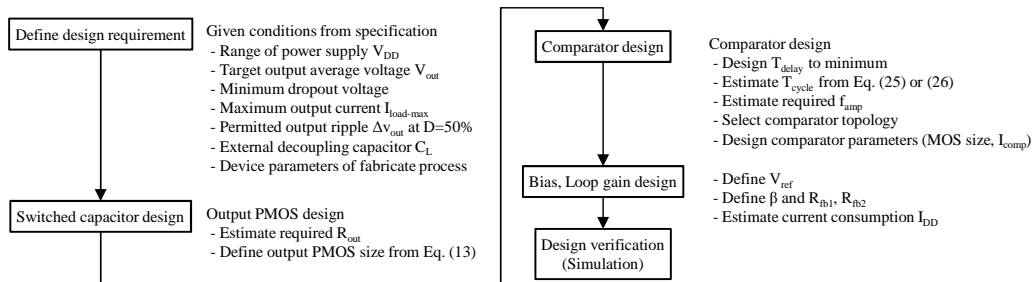 Define design requirement
Given conditions from specification
- Range of power supply V_DD
- Target output average voltage V_out
- Minimum dropout voltage
- Maximum output current I_load-max
- Permitted output ripple Δv_out at D=50%
- External decoupling capacitor C_L
- Device parameters of fabricate process
Switched capacitor design
Output PMOS design
- Estimate required R_out
- Define output PMOS size from Eq. (13)
Comparator design
Comparator design
- Design T_delay to minimum
- Estimate T_cycle from Eq. (25) or (26)
- Estimate required f_amp
- Select comparator topology
- Design comparator parameters (MOS size, I_comp)
Bias, Loop gain design
- Define V_ref
- Define β and R_fb1, R_fb2
- Estimate current consumption I_DD
Design verification
(Simulation)